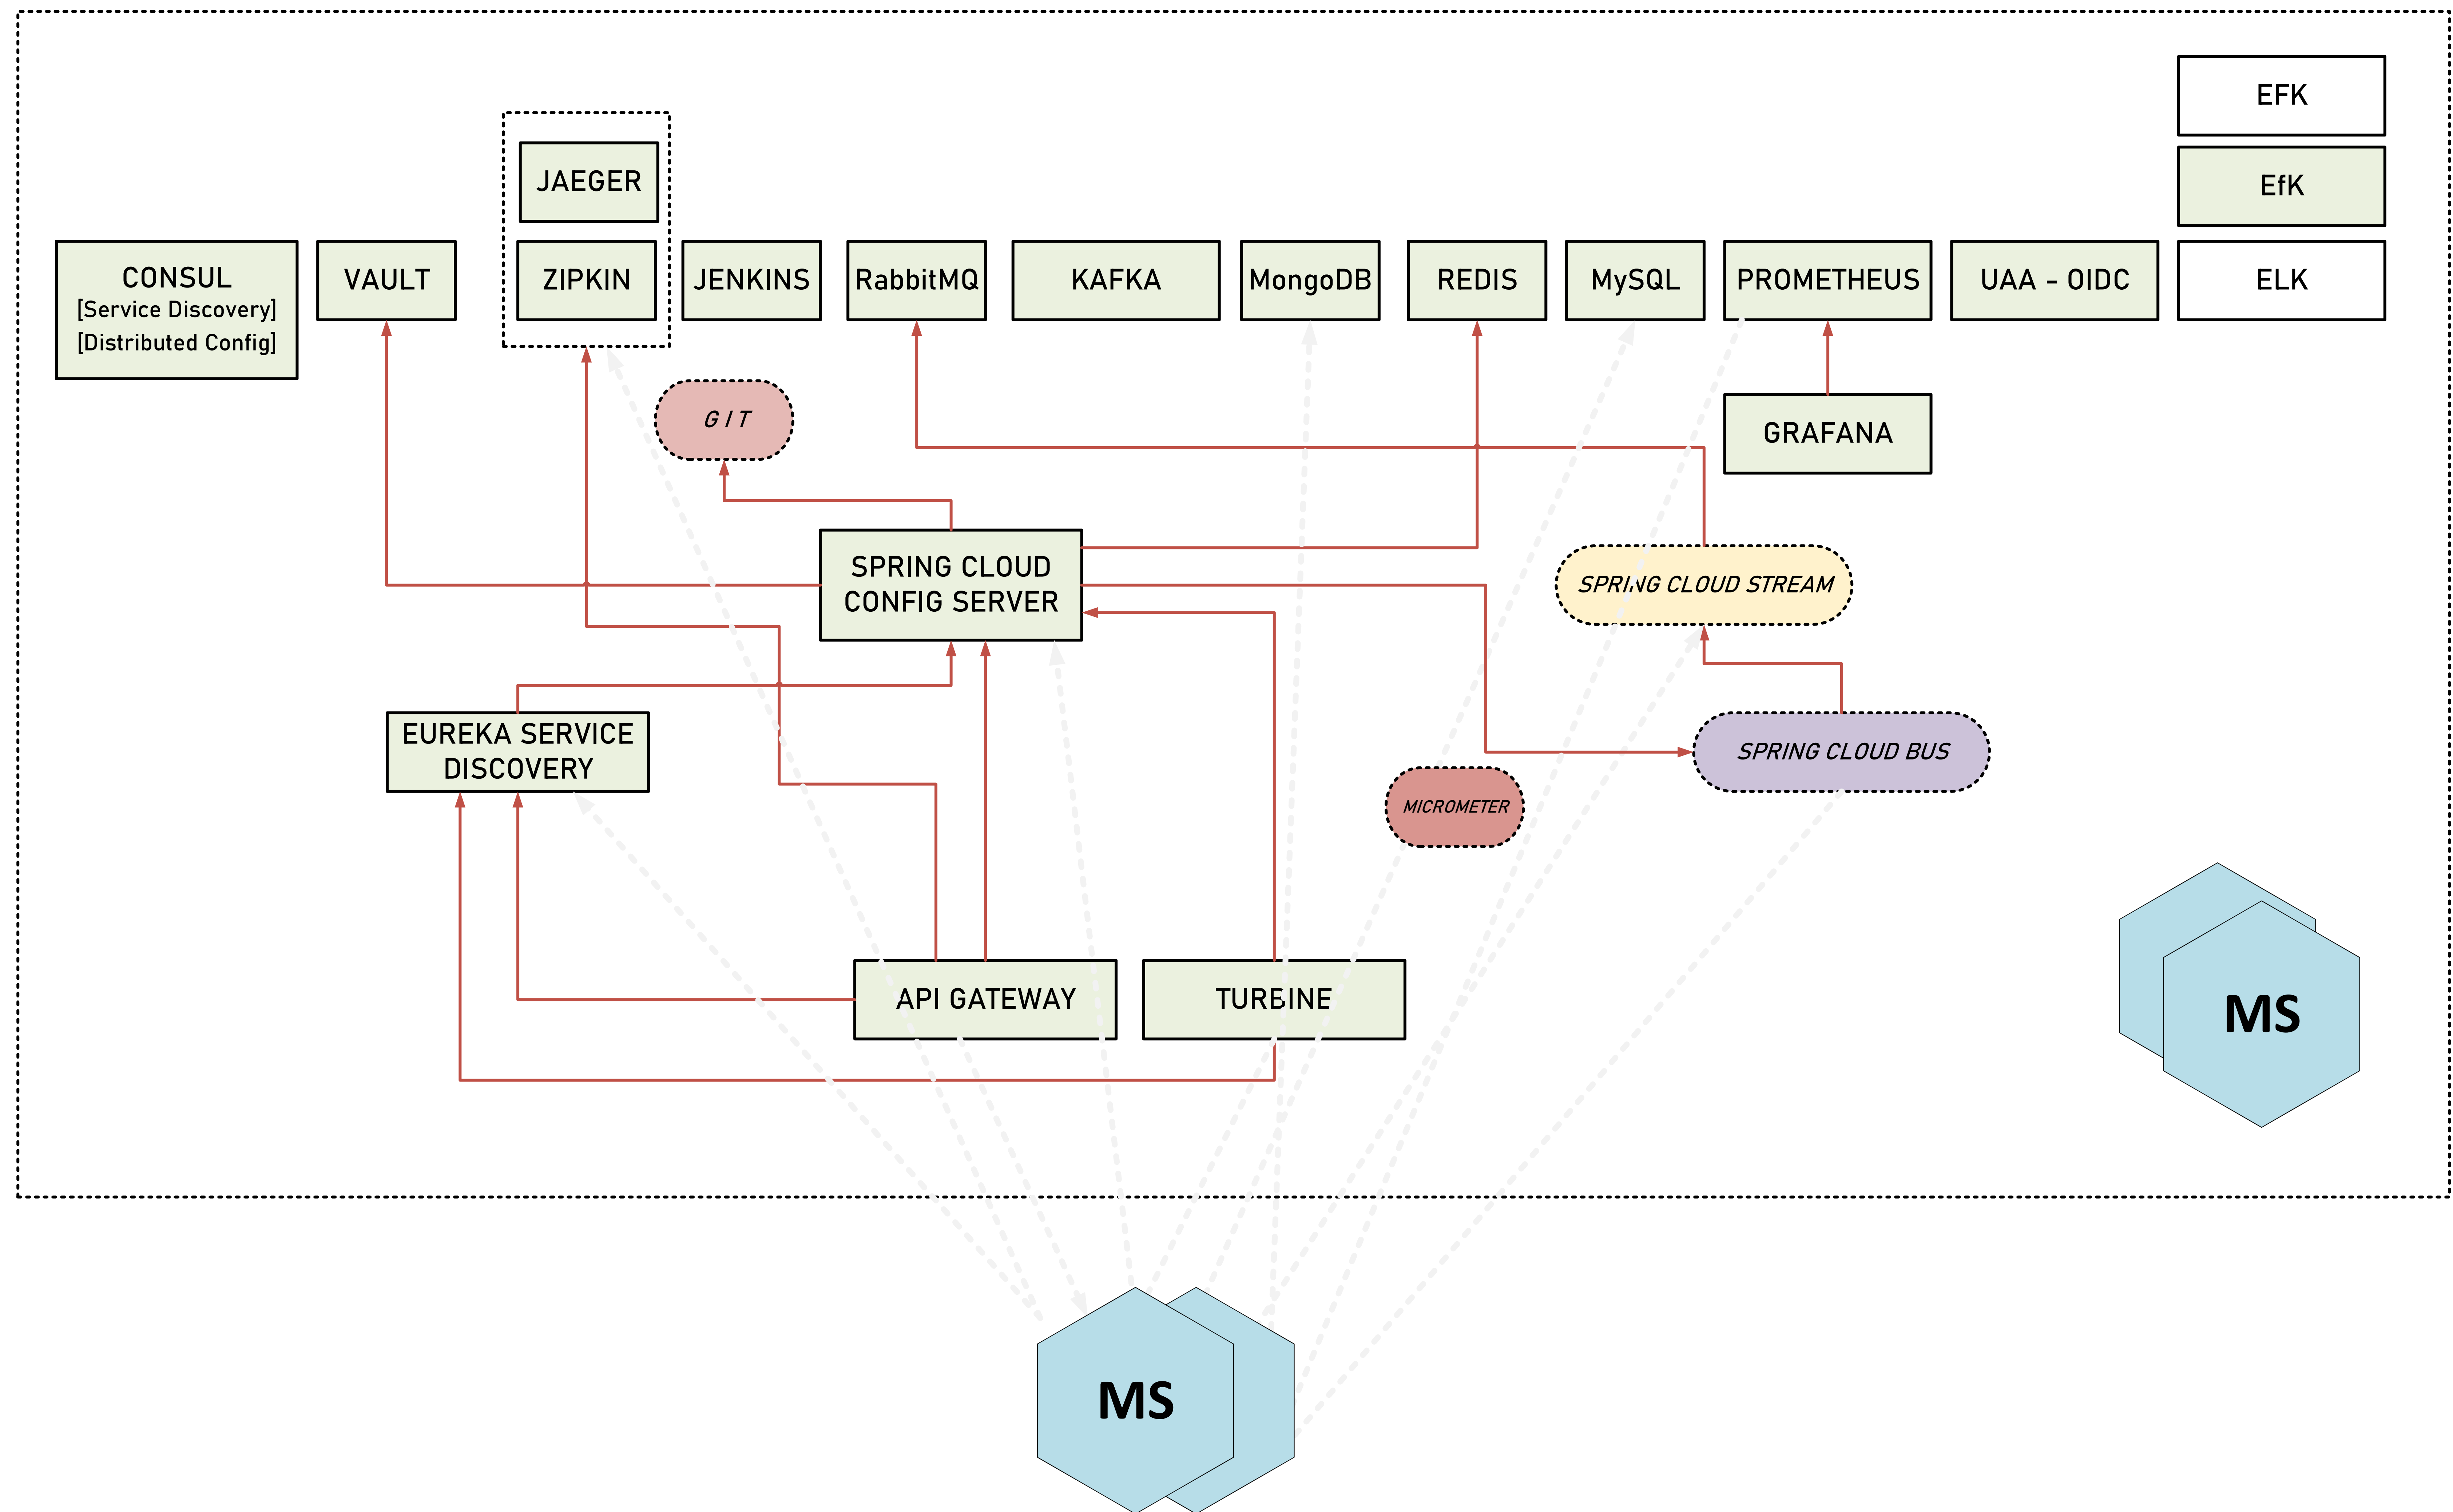 EFK
JAEGER
EfK
CONSUL
[Service Discovery]
[Distributed Config]
VAULT
ZIPKIN
JENKINS
RabbitMQ
KAFKA
MongoDB
REDIS
MySQL
PROMETHEUS
UAA - OIDC
ELK
GIT
GRAFANA
SPRING CLOUD
CONFIG SERVER
SPRING CLOUD STREAM
EUREKA SERVICE
DISCOVERY
SPRING CLOUD BUS
MICROMETER
API GATEWAY
TURBINE
MS
MS